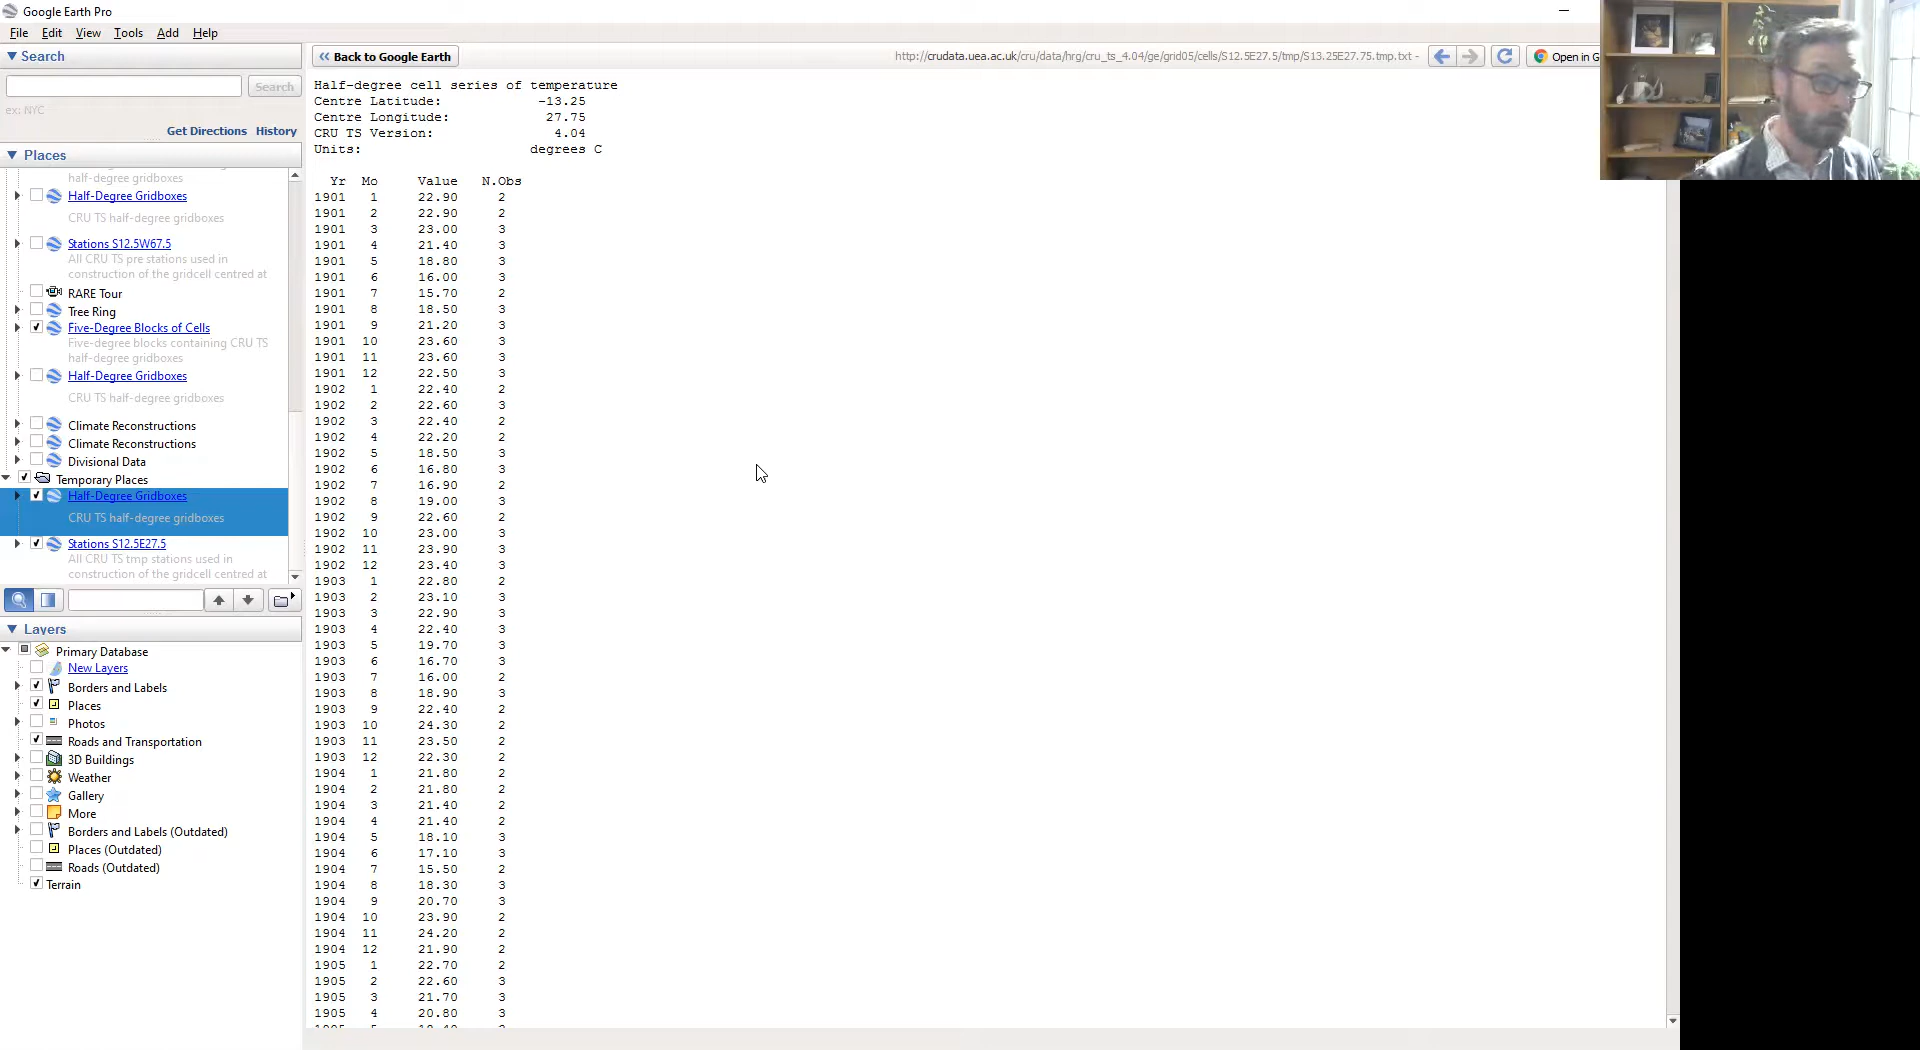 Google Earth Pro
File Edit View Tools Add Help
Search
Search
ex: NYC
Get Directions History
Places
half-degree gridboxes
Half-Degree Gridboxes
CRU TS half-degree gridboxes
Stations S12.5W67.5
All CRU TS pre stations used in
construction of the gridcell centred at
RARE Tour
Tree Ring
Five-Degree Blocks of Cells
Five-degree blocks containing CRU TS
half-degree gridboxes
Half-Degree Gridboxes
CRU TS half-degree gridboxes
Climate Reconstructions
Climate Reconstructions
Divisional Data
Temporary Places
Half-Degree Gridboxes
CRU TS half-degree gridboxes
Stations S12.5E27.5
All CRU TS tmp stations used in
construction of the gridcell centred at
Layers
Primary Database
New Layers
Borders and Labels
Places
Photos
Roads and Transportation
3D Buildings
Weather
Gallery
More
Borders and Labels (Outdated)
Places (Outdated)
Roads (Outdated)
Terrain
Back to Google Earth
http://crudata.uea.ac.uk/cru/data/hrg/cru_ts_4.04/ge/grid05/cells/S12.5E27.5/tmp/S13.25E27.75.tmp.txt -
Open in G
Half-degree cell series of temperature
Centre Latitude: -13.25
Centre Longitude: 27.75
CRU TS Version: 4.04
Units: degrees C
Yr Mo Value N.Obs
1901 1 22.90 2
1901 2 22.90 2
1901 3 23.00 3
1901 4 21.40 3
1901 5 18.80 3
1901 6 16.00 3
1901 7 15.70 2
1901 8 18.50 3
1901 9 21.20 3
1901 10 23.60 3
1901 11 23.60 3
1901 12 22.50 3
1902 1 22.40 2
1902 2 22.60 3
1902 3 22.40 2
1902 4 22.20 2
1902 5 18.50 3
1902 6 16.80 3
1902 7 16.90 2
1902 8 19.00 3
1902 9 22.60 2
1902 10 23.00 3
1902 11 23.90 3
1902 12 23.40 3
1903 1 22.80 2
1903 2 23.10 3
1903 3 22.90 3
1903 4 22.40 3
1903 5 19.70 3
1903 6 16.70 3
1903 7 16.00 2
1903 8 18.90 3
1903 9 22.40 2
1903 10 24.30 2
1903 11 23.50 2
1903 12 22.30 2
1904 1 21.80 2
1904 2 21.80 2
1904 3 21.40 2
1904 4 21.40 2
1904 5 18.10 3
1904 6 17.10 3
1904 7 15.50 2
1904 8 18.30 3
1904 9 20.70 3
1904 10 23.90 2
1904 11 24.20 2
1904 12 21.90 2
1905 1 22.70 2
1905 2 22.60 3
1905 3 21.70 3
1905 4 20.80 3